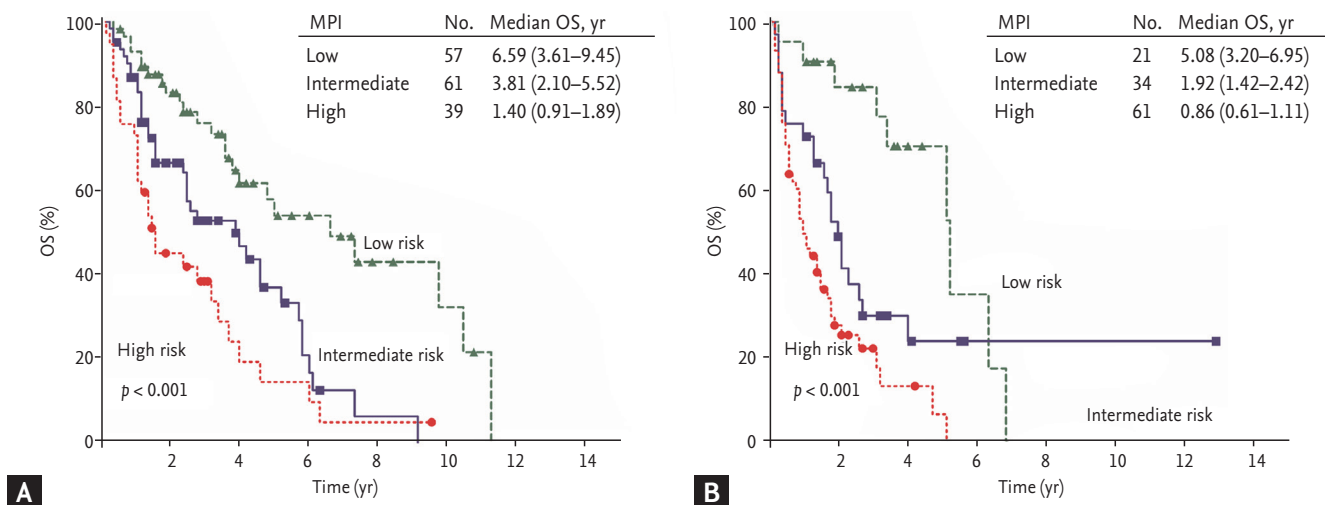 MPI No. Median OS, yr
Low 57 6.59 (3.61–9.45)
Intermediate 61 3.81 (2.10–5.52)
High 39 1.40 (0.91–1.89)
100
80
60
40
20
0
OS (%)
Low risk
Intermediate risk
High risk
p < 0.001
2 4 6 8 10 12 14
Time (yr)
A
MPI No. Median OS, yr
Low 21 5.08 (3.20–6.95)
Intermediate 34 1.92 (1.42–2.42)
High 61 0.86 (0.61–1.11)
100
80
60
40
20
0
OS (%)
Low risk
High risk
p < 0.001
Intermediate risk
2 4 6 8 10 12 14
Time (yr)
B